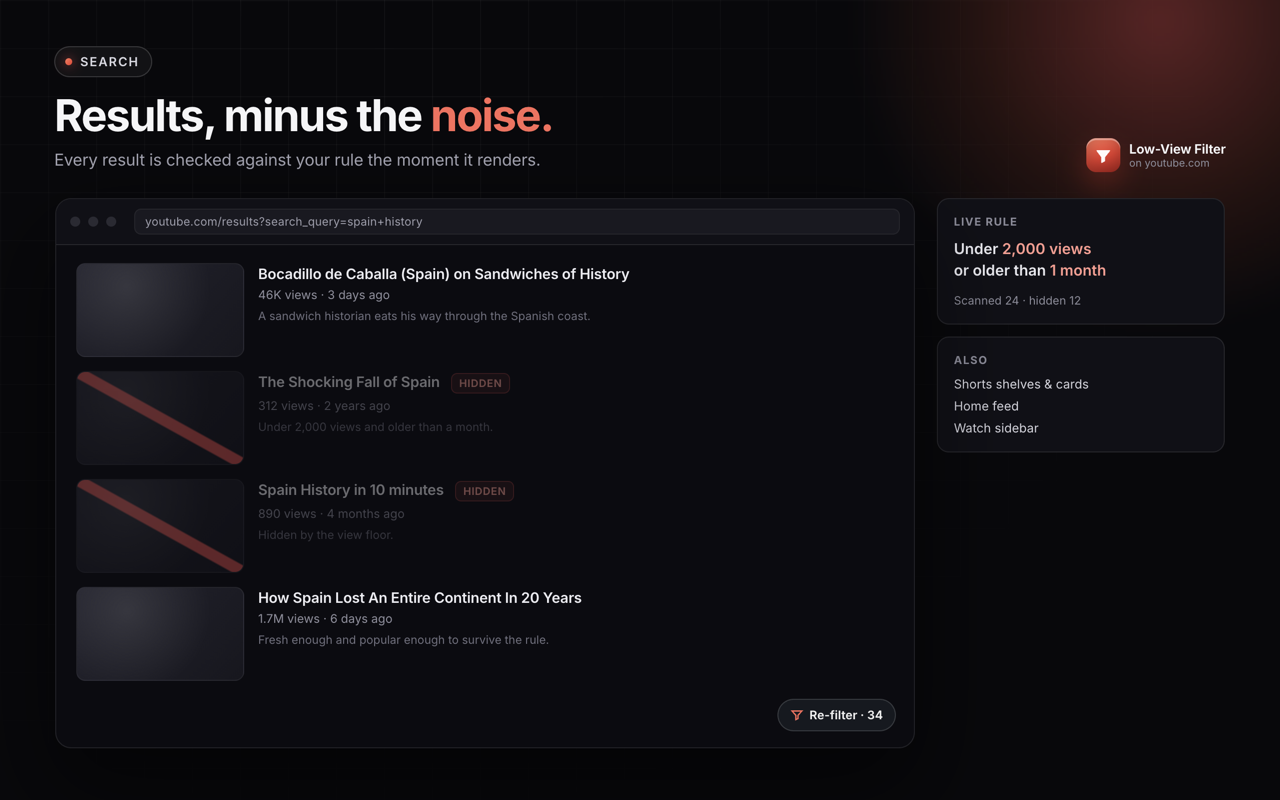 SEARCH
Results, minus the noise.
Every result is checked against your rule the moment it renders.
Low-View Filter
on youtube.com
youtube.com/results?search_query=spain+history
Bocadillo de Caballa (Spain) on Sandwiches of History
46K views · 3 days ago
A sandwich historian eats his way through the Spanish coast.
The Shocking Fall of Spain HIDDEN
312 views · 2 years ago
Under 2,000 views and older than a month.
Spain History in 10 minutes HIDDEN
890 views · 4 months ago
Hidden by the view floor.
How Spain Lost An Entire Continent In 20 Years
1.7M views · 6 days ago
Fresh enough and popular enough to survive the rule.
Re-filter · 34
LIVE RULE
Under 2,000 views
or older than 1 month
Scanned 24 · hidden 12
ALSO
Shorts shelves & cards
Home feed
Watch sidebar